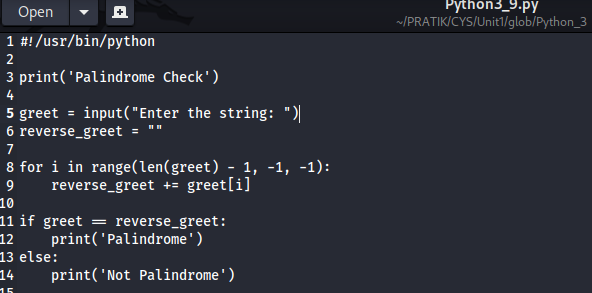 Open
Python3_9.py
~/PRATIK/CYS/Unit1/glob/Python_3
1 #!/usr/bin/python
2
3 print('Palindrome Check')
4
5 greet = input("Enter the string: ")
6 reverse_greet = ""
7
8 for i in range(len(greet) - 1, -1, -1):
9     reverse_greet += greet[i]
10
11 if greet == reverse_greet:
12     print('Palindrome')
13 else:
14     print('Not Palindrome')
15